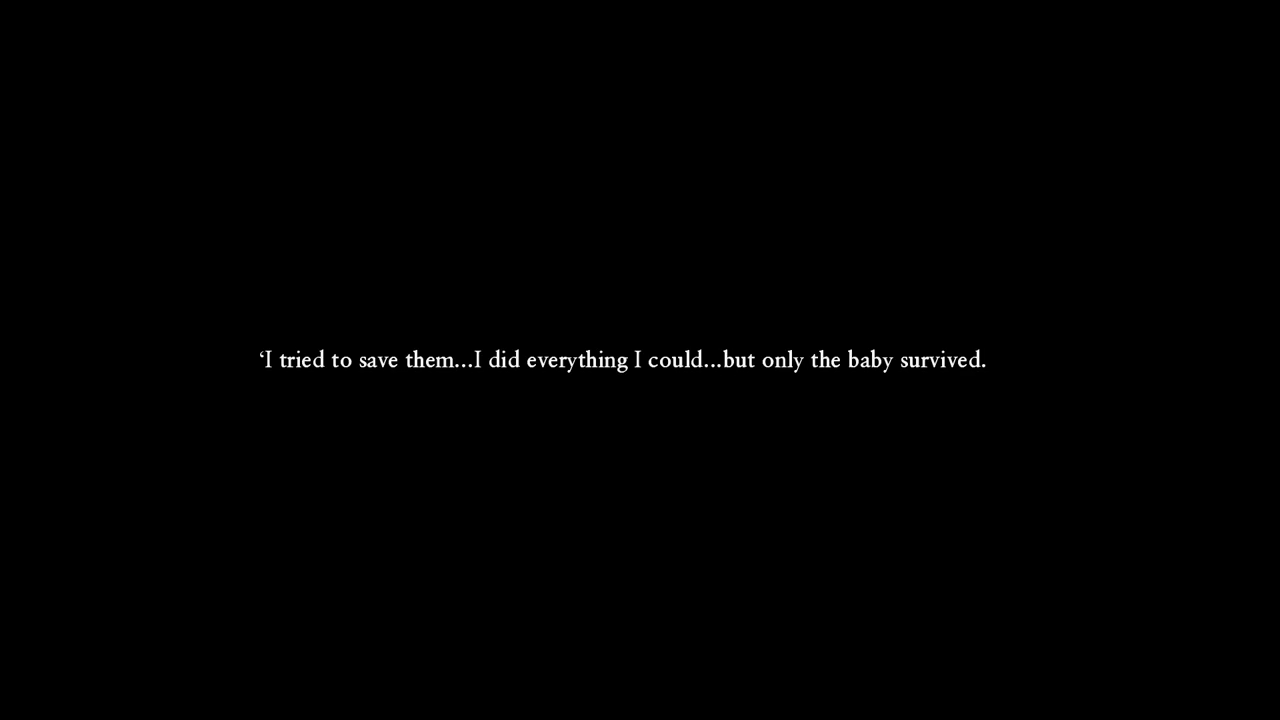 ‘I tried to save them...I did everything I could...but only the baby survived.